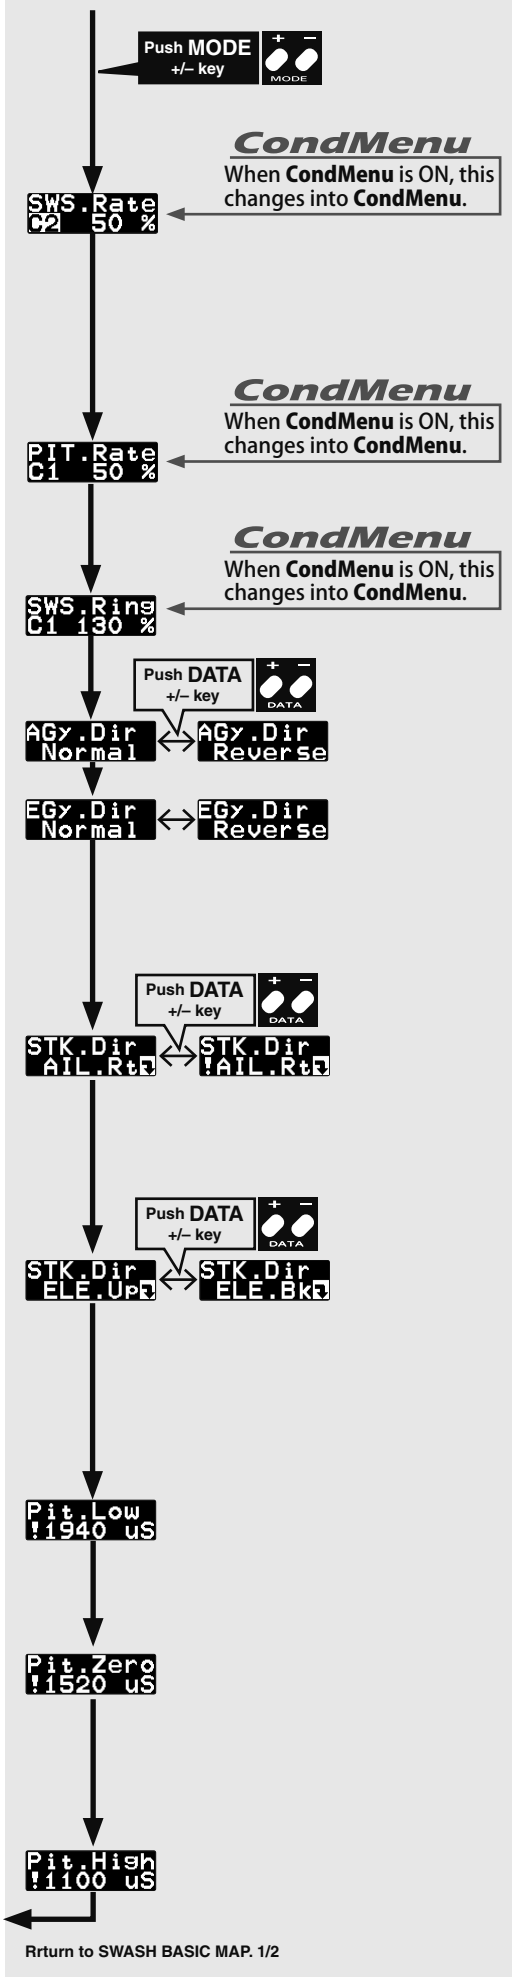 Push MODE
+/– key
+ –
MODE
CondMenu
When CondMenu is ON, this
changes into CondMenu.
SWS.Rate
C2 50 %
CondMenu
When CondMenu is ON, this
changes into CondMenu.
PIT.Rate
C1 50 %
CondMenu
When CondMenu is ON, this
changes into CondMenu.
SWS.Ring
C1 130 %
Push DATA
+/– key
+ –
DATA
AGy.Dir
Normal
AGy.Dir
Reverse
EGy.Dir
Normal
EGy.Dir
Reverse
Push DATA
+/– key
+ –
DATA
STK.Dir
AIL.Rt
STK.Dir
!AIL.Rt
Push DATA
+/– key
+ –
DATA
STK.Dir
ELE.Up
STK.Dir
ELE.Bk
Pit.Low
!1940 uS
Pit.Zero
!1520 uS
Pit.High
!1100 uS
Rrturn to SWASH BASIC MAP. 1/2